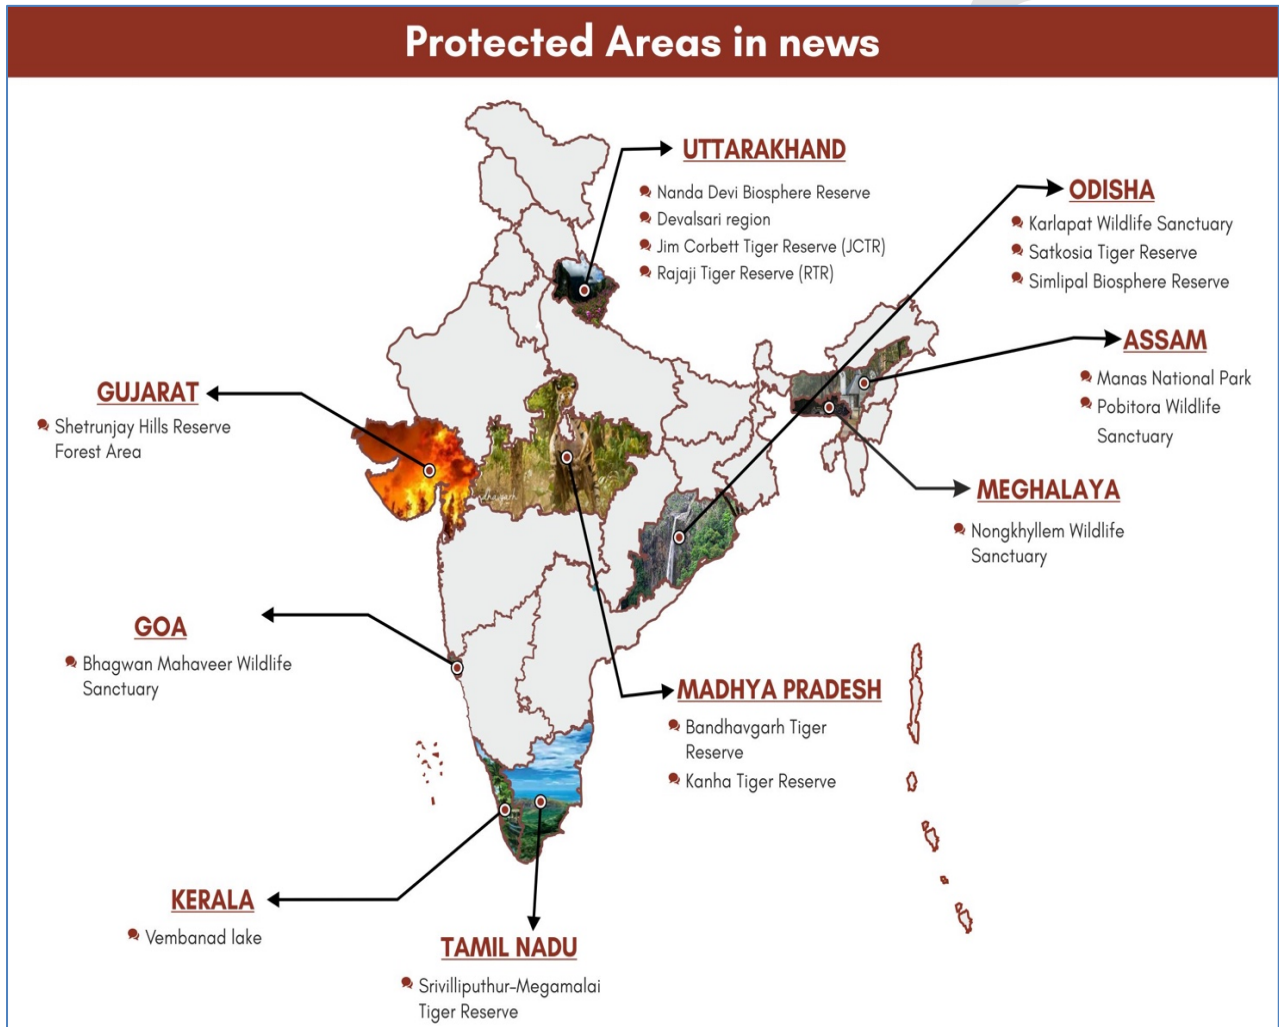 Protected Areas in news
UTTARAKHAND
Nanda Devi Biosphere Reserve
Devalsari region
Jim Corbett Tiger Reserve (JCTR)
Rajaji Tiger Reserve (RTR)
ODISHA
Karlapat Wildlife Sanctuary
Satkosia Tiger Reserve
Simlipal Biosphere Reserve
ASSAM
Manas National Park
Pobitora Wildlife
Sanctuary
GUJARAT
Shetrunjay Hills Reserve
Forest Area
MEGHALAYA
Nongkhyllem Wildlife
Sanctuary
GOA
Bhagwan Mahaveer Wildlife
Sanctuary
MADHYA PRADESH
Bandhavgarh Tiger
Reserve
Kanha Tiger Reserve
KERALA
Vembanad lake
TAMIL NADU
Srivilliputhur-Megamalai
Tiger Reserve